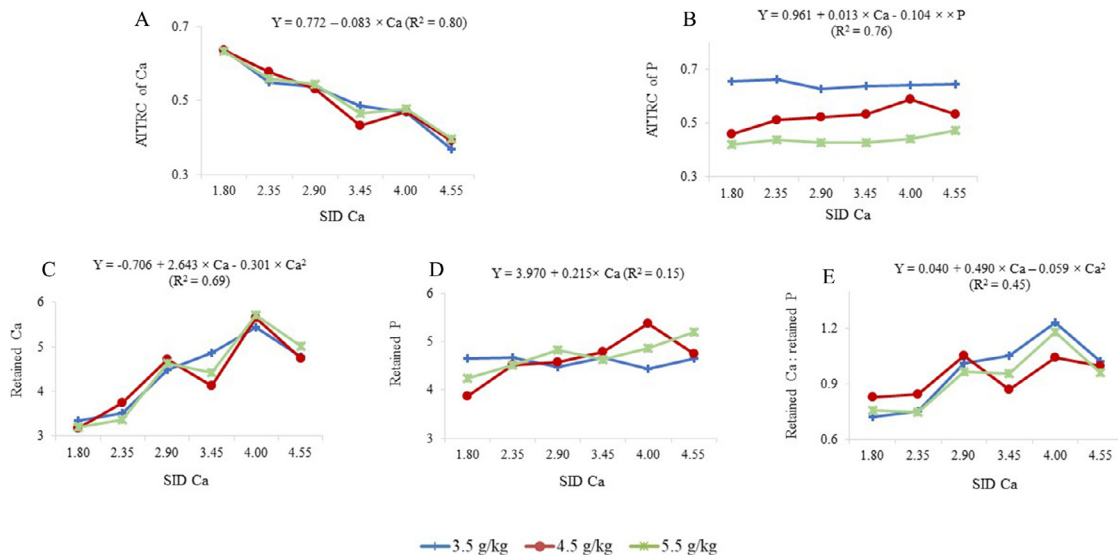 A
Y = 0.772 – 0.083 × Ca (R² = 0.80)
0.7
0.5
0.3
ATTRC of Ca
1.80 2.35 2.90 3.45 4.00 4.55
SID Ca
B
Y = 0.961 + 0.013 × Ca - 0.104 × × P
(R² = 0.76)
0.7
0.5
0.3
ATTRC of P
1.80 2.35 2.90 3.45 4.00 4.55
SID Ca
C
Y = -0.706 + 2.643 × Ca - 0.301 × Ca²
(R² = 0.69)
6
5
4
3
Retained Ca
1.80 2.35 2.90 3.45 4.00 4.55
SID Ca
D
Y = 3.970 + 0.215× Ca (R² = 0.15)
6
5
4
3
Retained P
1.80 2.35 2.90 3.45 4.00 4.55
SID Ca
E
Y = 0.040 + 0.490 × Ca – 0.059 × Ca²
(R² = 0.45)
1.2
0.9
0.6
Retained Ca : retained P
1.80 2.35 2.90 3.45 4.00 4.55
SID Ca
3.5 g/kg 4.5 g/kg 5.5 g/kg